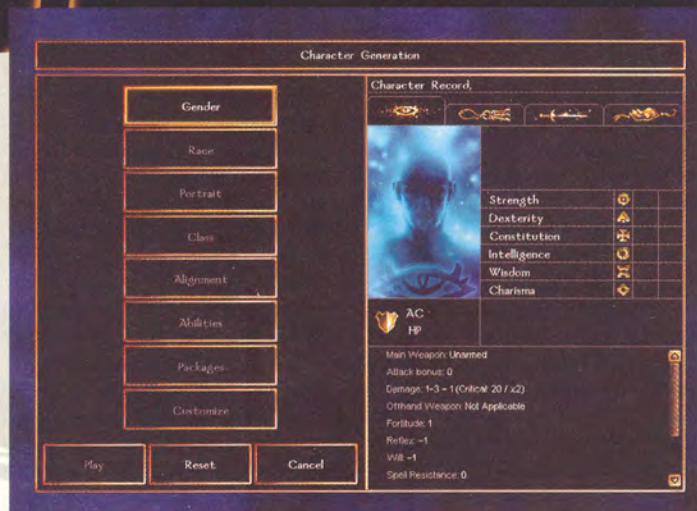 Character Generation
Gender
Race
Portrait
Class
Alignment
Abilities
Packages
Customize
Play
Reset
Cancel
Character Record,
Strength
Dexterity
Constitution
Intelligence
Wisdom
Charisma
AC
HP
Main Weapon: Unarmed
Attack bonus: 0
Damage: 1-3 - 1 (Critical: 20 / x2)
Offhand Weapon: Not Applicable
Fortitude: 1
Reflex: -1
Will: -1
Spell Resistance: 0